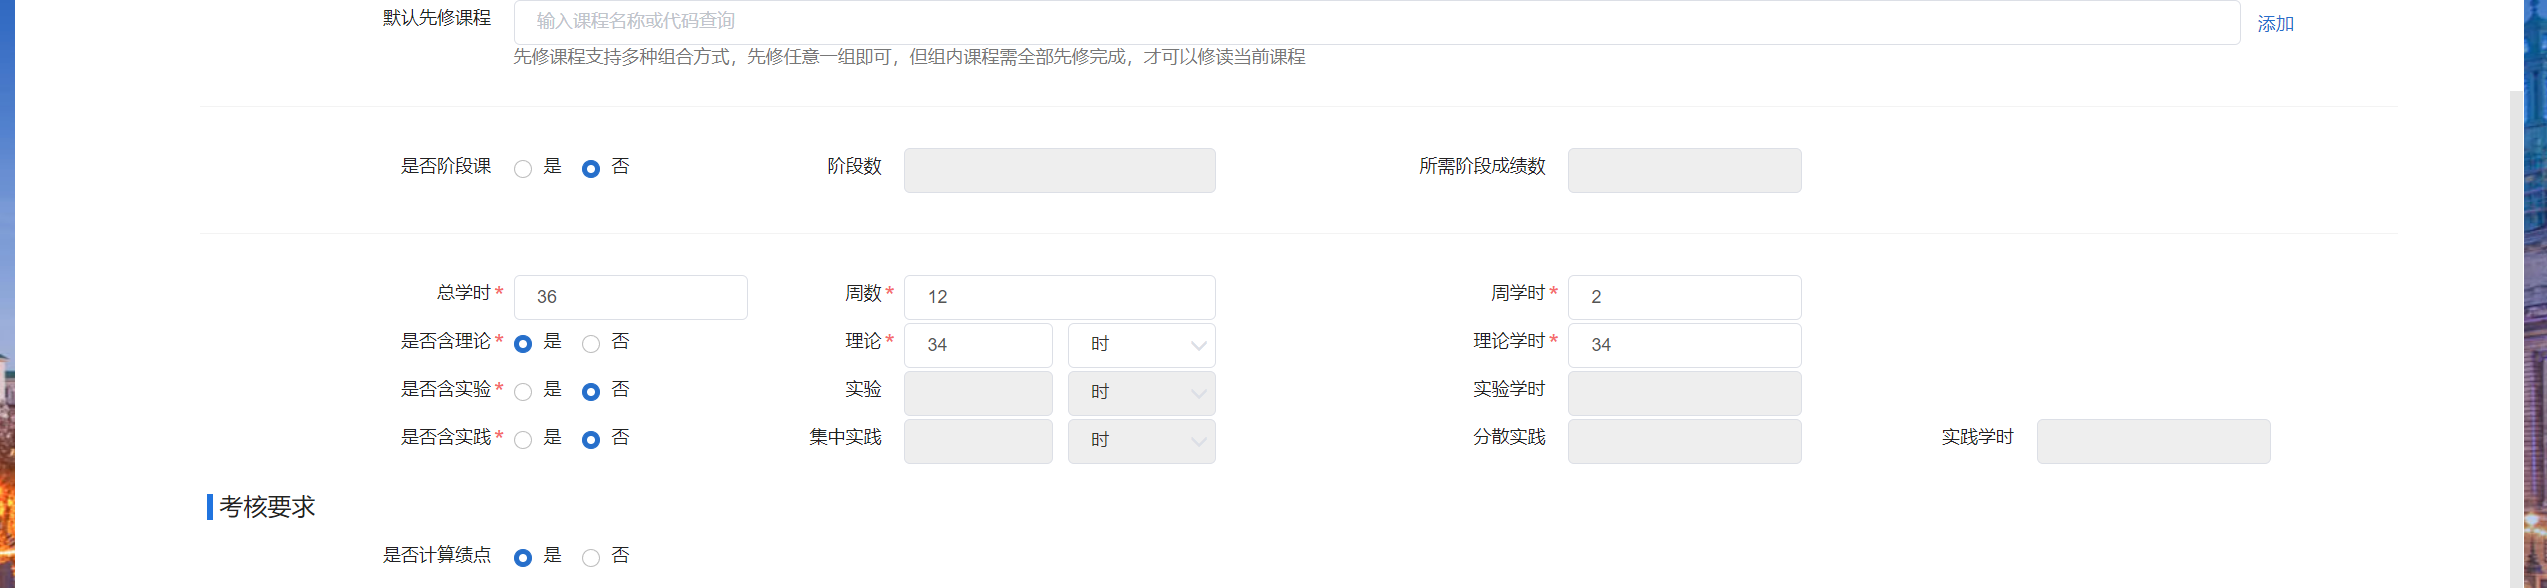 默认先修课程 输入课程名称或代码查询 添加
先修课程支持多种组合方式，先修任意一组即可，但组内课程需全部先修完成，才可以修读当前课程
是否阶段课 是 否 阶段数 所需阶段成绩数
总学时* 36 周数* 12 周学时* 2
是否含理论* 是 否 理论* 34 时 理论学时* 34
是否含实验* 是 否 实验 时 实验学时
是否含实践* 是 否 集中实践 时 分散实践 实践学时
考核要求
是否计算绩点 是 否